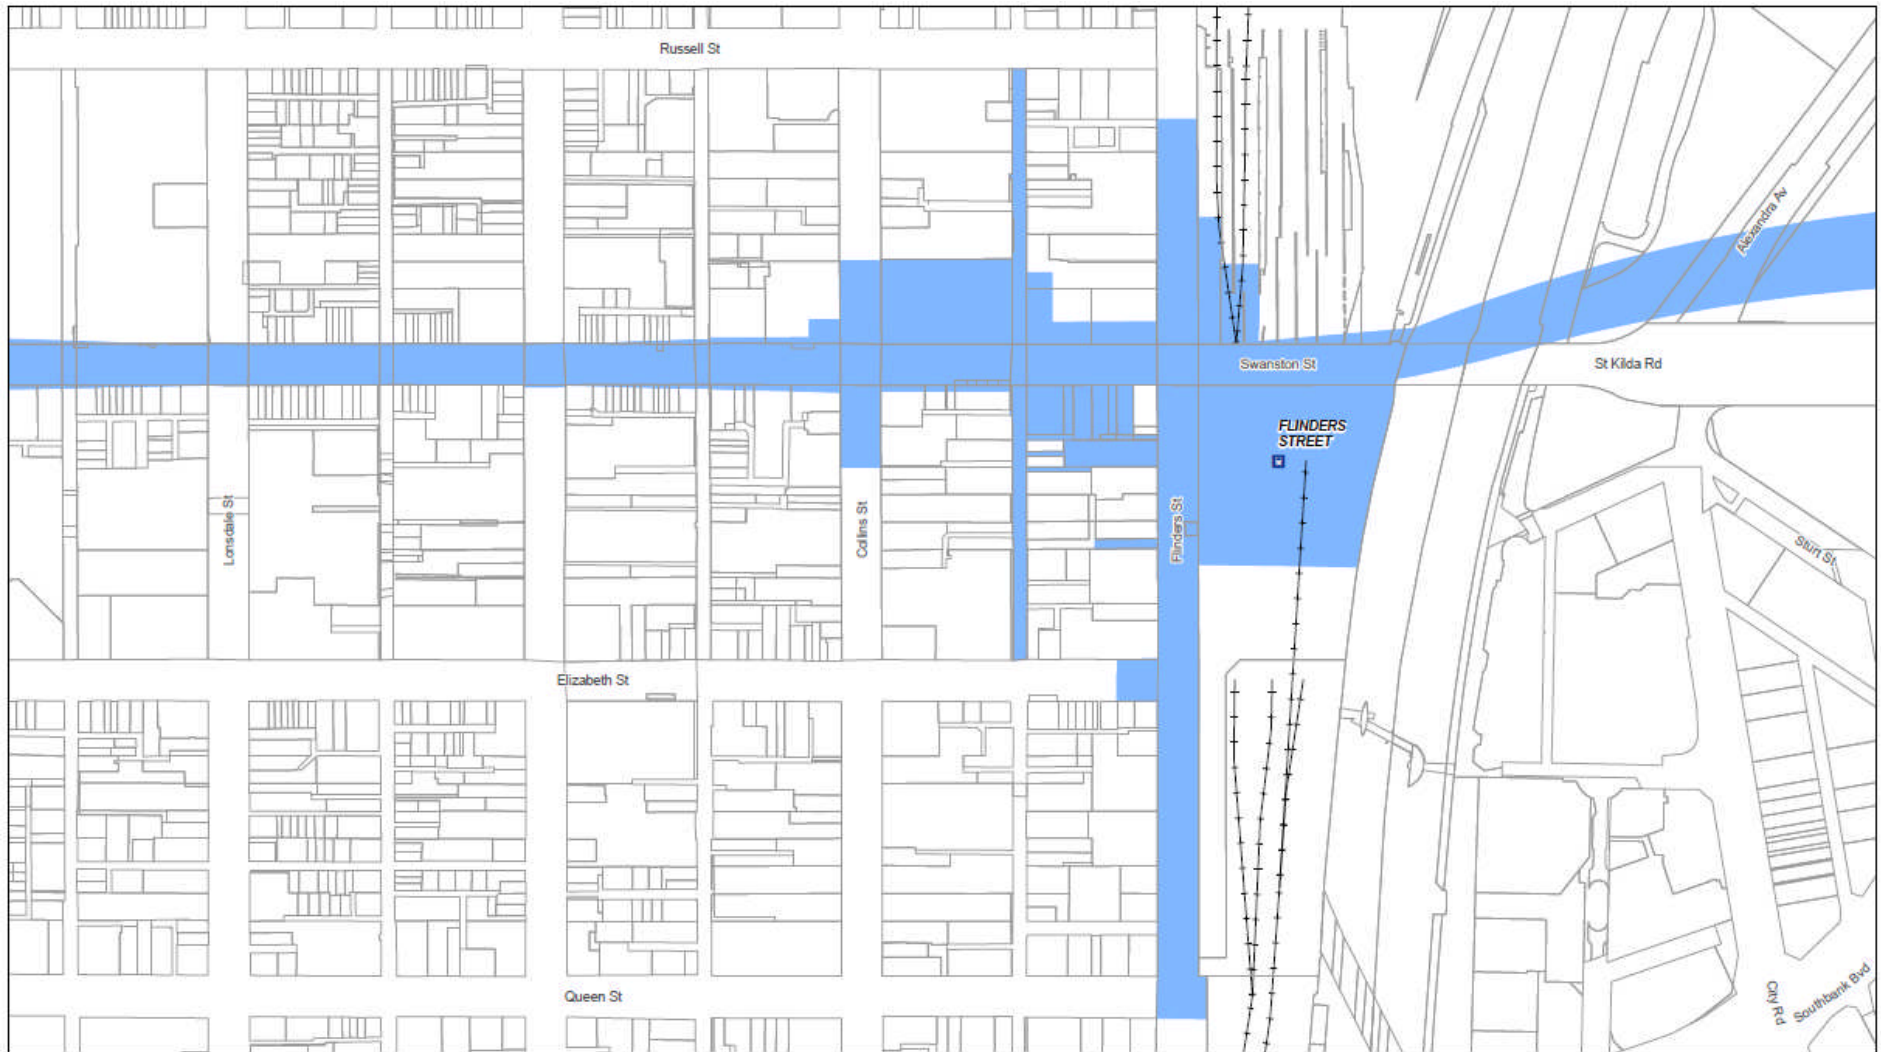 Russell St
Alexandra Av
Swanston St
St Kilda Rd
FLINDERS
STREET
Lonsdale St
Collins St
Flinders St
Sturt St
Elizabeth St
Queen St
City Rd
Southbank Bvd